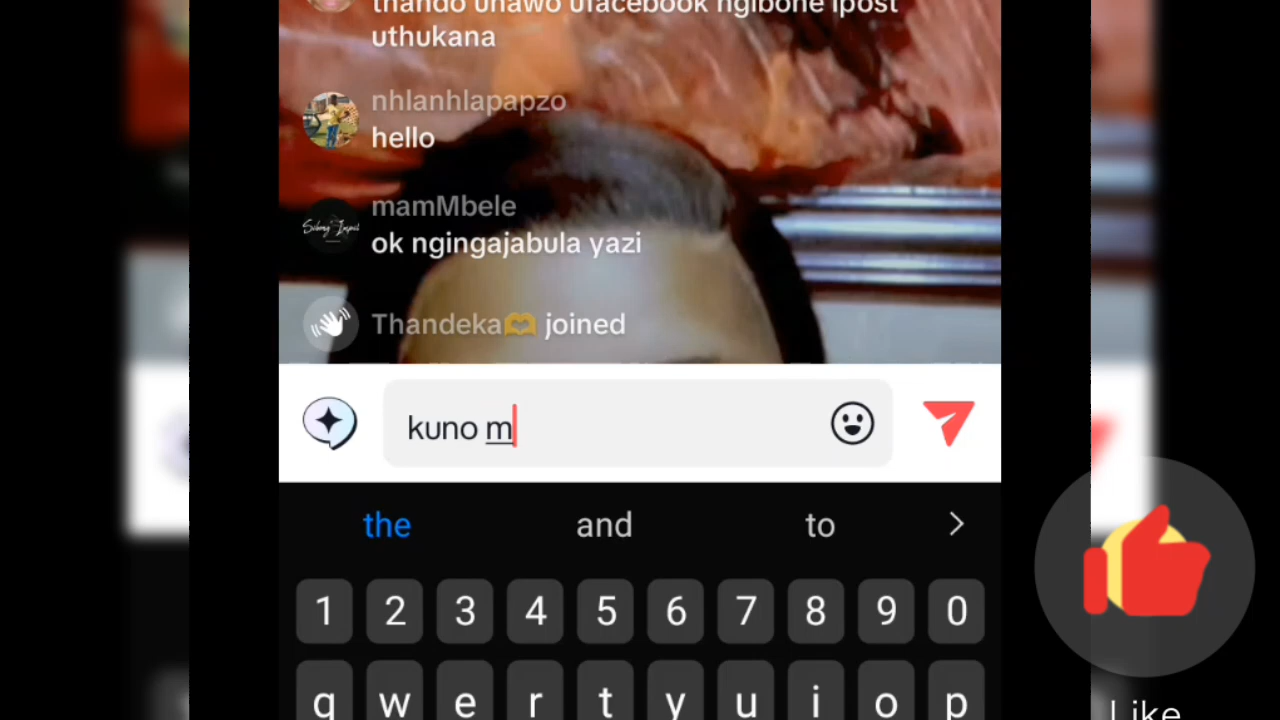 thando unawo ufacebook ngibone ipost
uthukana
nhlanhlapapzo
hello
mamMbele
ok ngingajabula yazi
Thandeka🫶 joined
kuno m
the and to
1 2 3 4 5 6 7 8 9 0
q w e r t y u i o p
Like